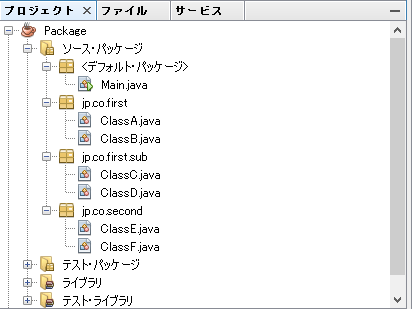 プロジェクト ファイル サービス
Package
ソース・パッケージ
<デフォルト・パッケージ>
Main.java
jp.co.first
ClassA.java
ClassB.java
jp.co.first.sub
ClassC.java
ClassD.java
jp.co.second
ClassE.java
ClassF.java
テスト・パッケージ
ライブラリ
テスト・ライブラリ